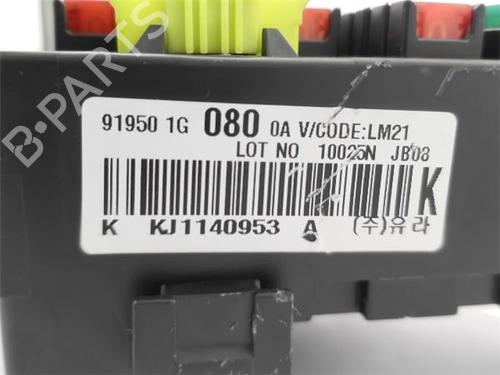 91950 1G 080 0A V/CODE:LM21
LOT NO 10025N JB08
K
K KJ1140953 A (주)유라
B-PARTS